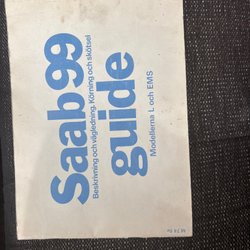 Saab 99
Beskrivning och vägledning. Körning och skötsel
guide
Modellerna L och EMS